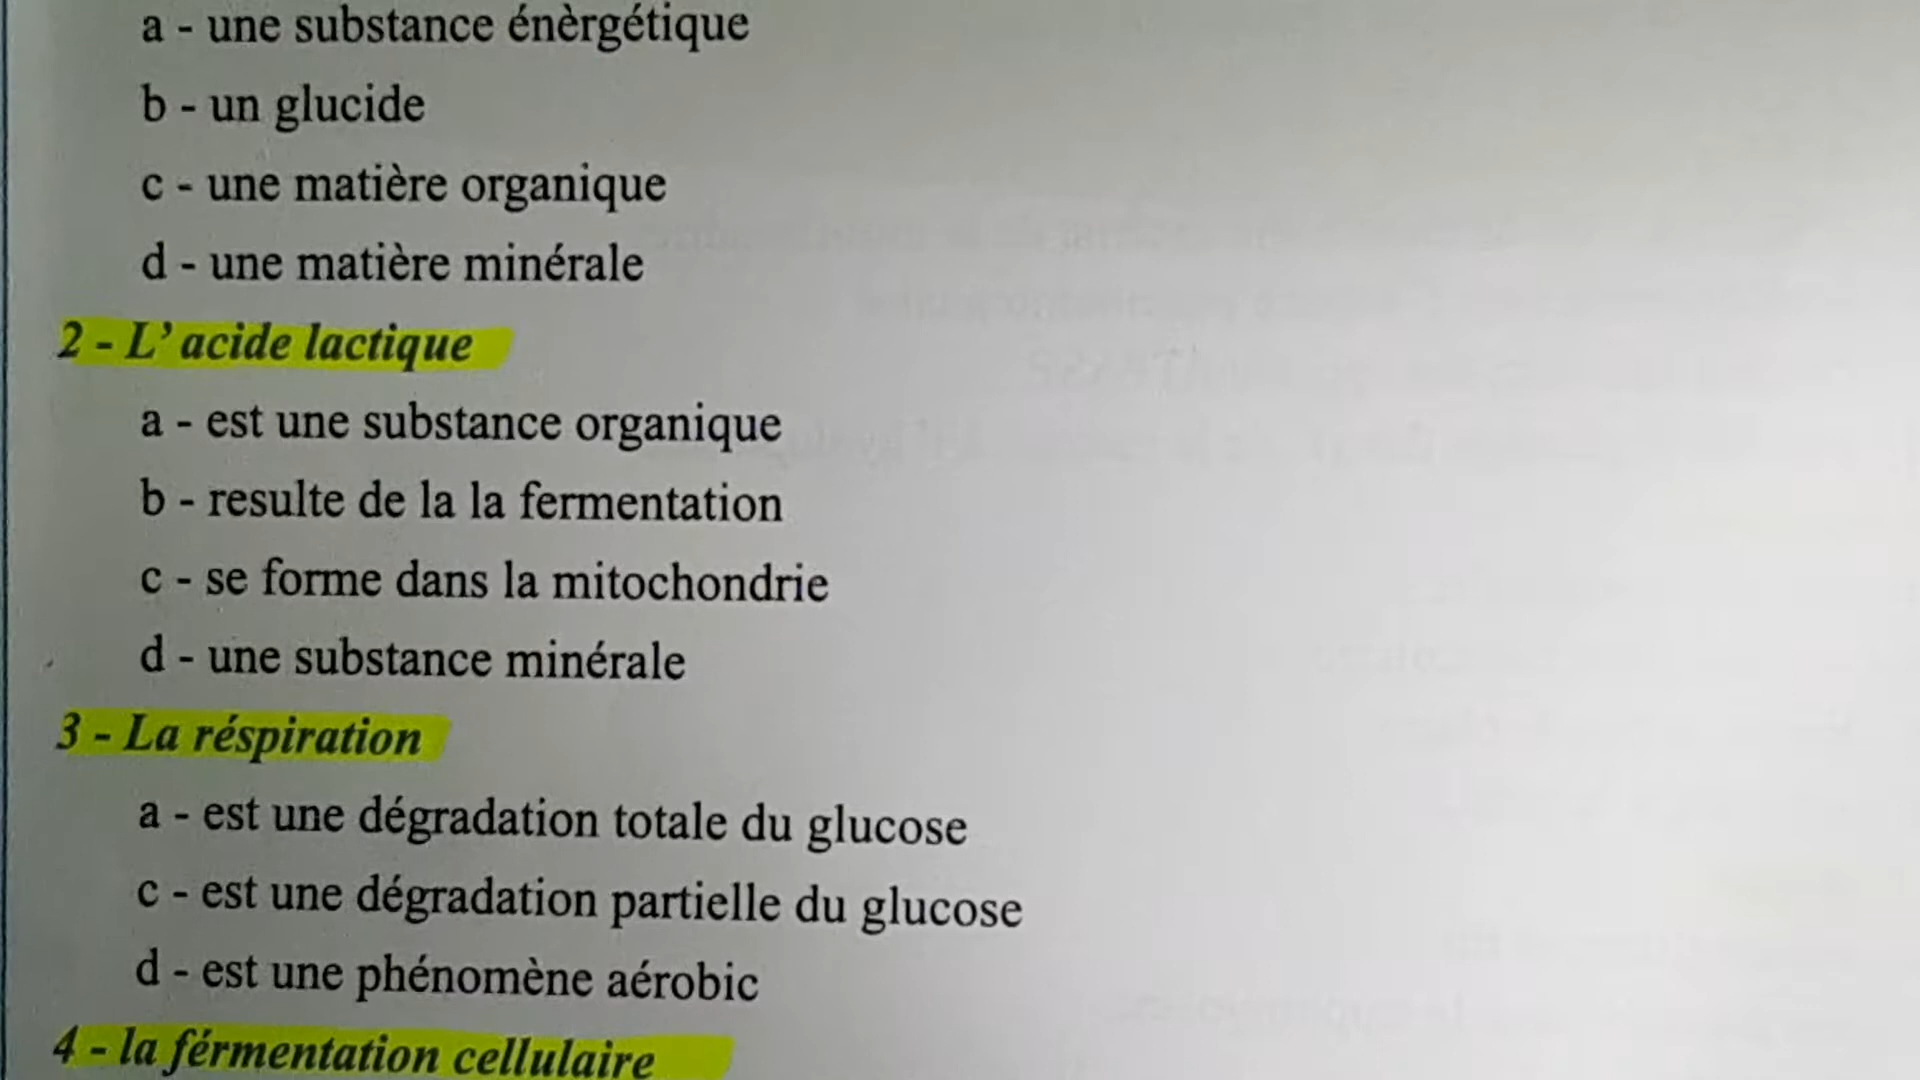 a - une substance énèrgétique
b - un glucide
c - une matière organique
d - une matière minérale
2 - L' acide lactique
a - est une substance organique
b - resulte de la la fermentation
c - se forme dans la mitochondrie
d - une substance minérale
3 - La réspiration
a - est une dégradation totale du glucose
c - est une dégradation partielle du glucose
d - est une phénomène aérobic
4 - la férmentation cellulaire